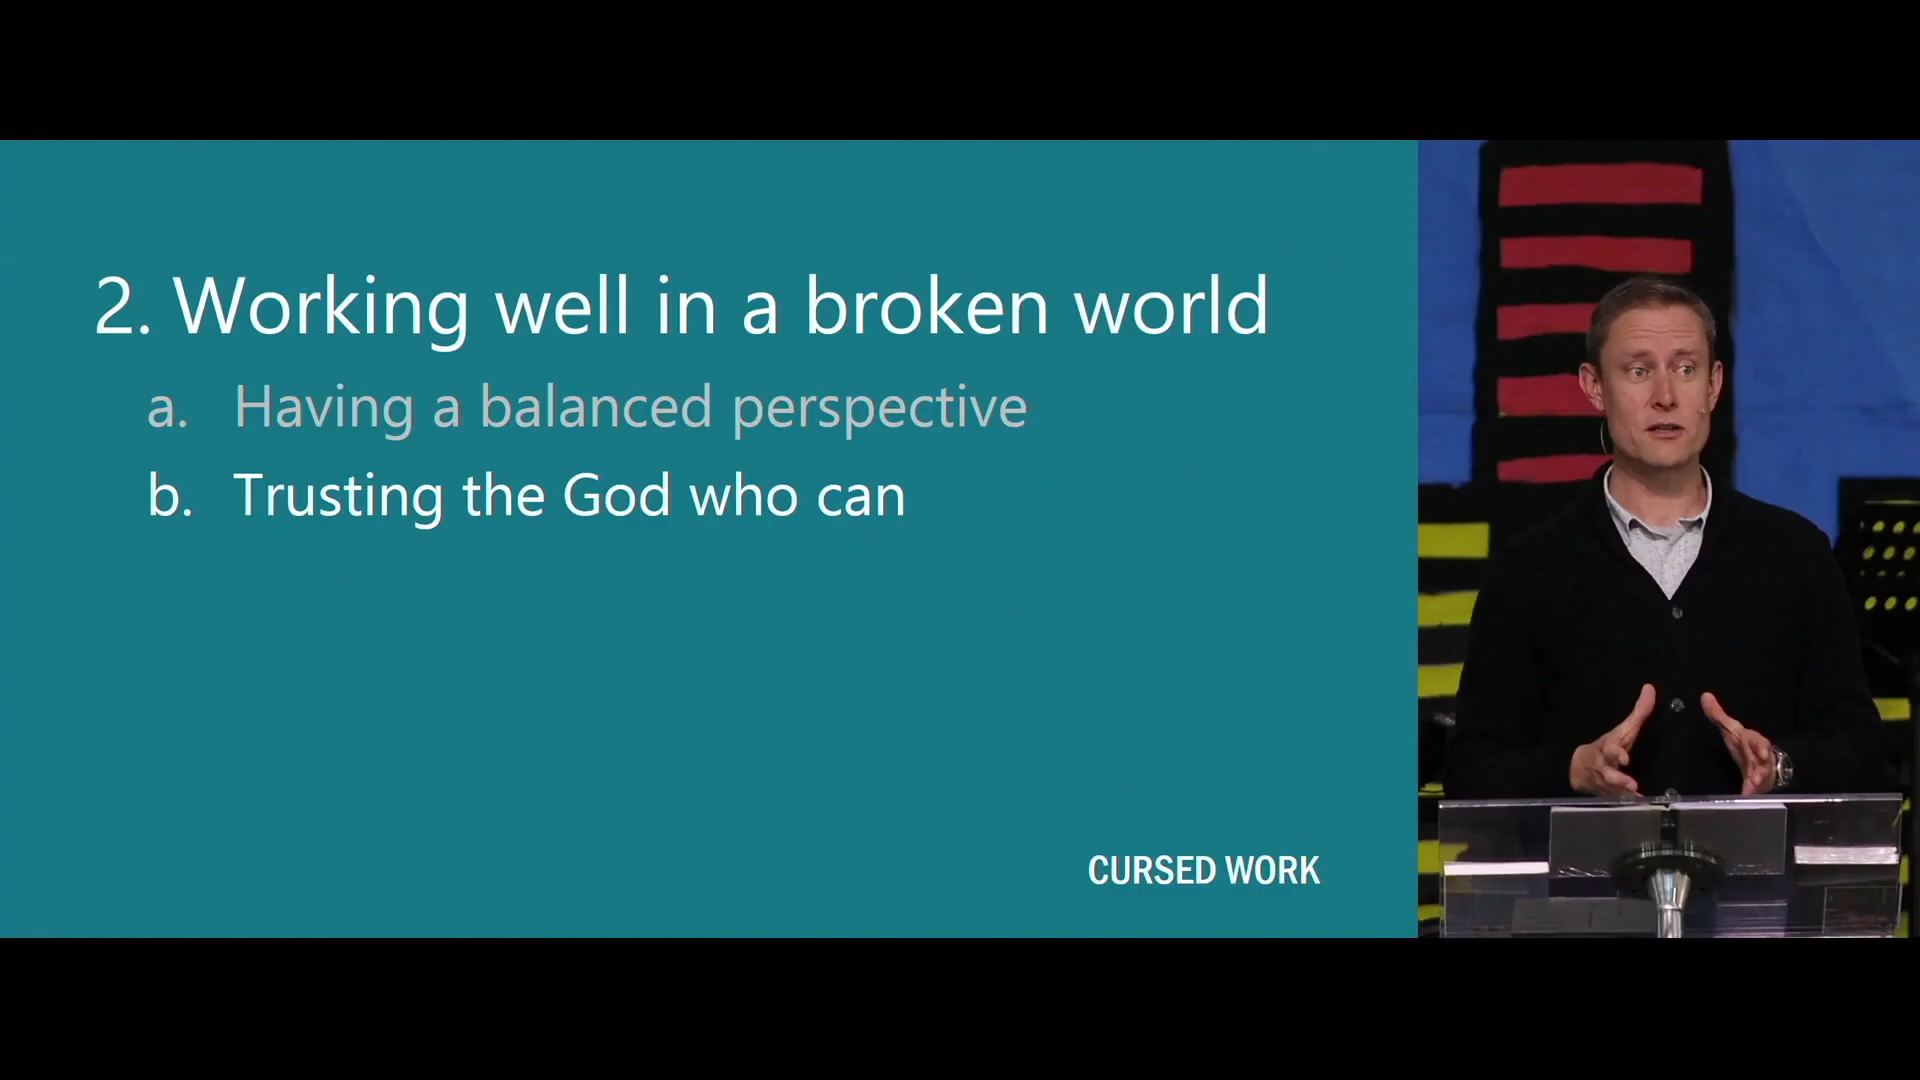 2. Working well in a broken world
a. Having a balanced perspective
b. Trusting the God who can
CURSED WORK